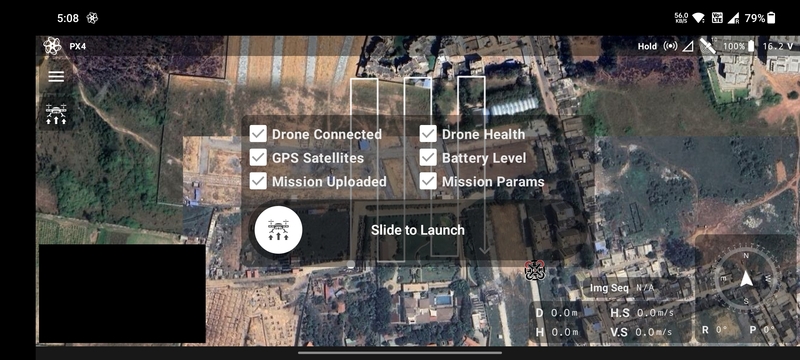 5:08
56.0 KB/S
Vo LTE
79%
PX4
Hold
100%
16.2 V
Drone Connected
Drone Health
GPS Satellites
Battery Level
Mission Uploaded
Mission Params
Slide to Launch
Img Seq N/A
D 0.0m H.S 0.0m/s
H 0.0m V.S 0.0m/s
R 0° P 0°
N
S